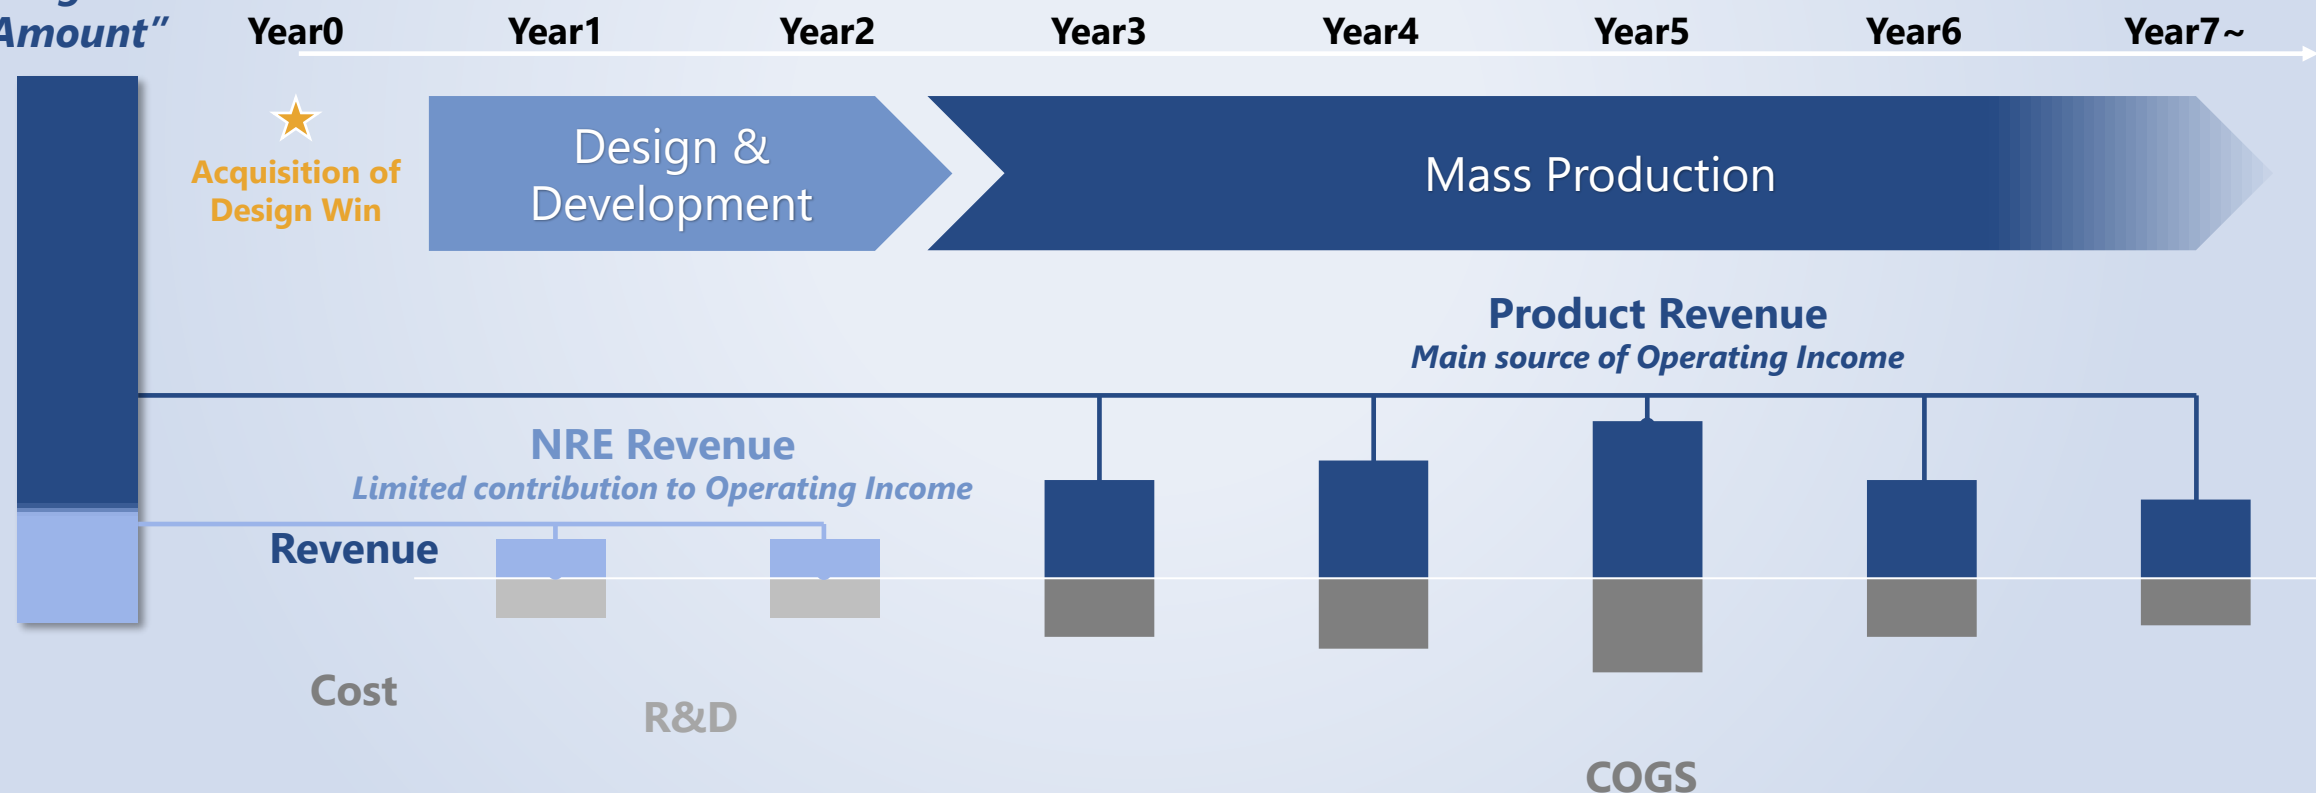 Amount”
Year0
Year1
Year2
Year3
Year4
Year5
Year6
Year7~
Acquisition of
Design Win
Design &
Development
Mass Production
Product Revenue
Main source of Operating Income
NRE Revenue
Limited contribution to Operating Income
Revenue
Cost
R&D
COGS